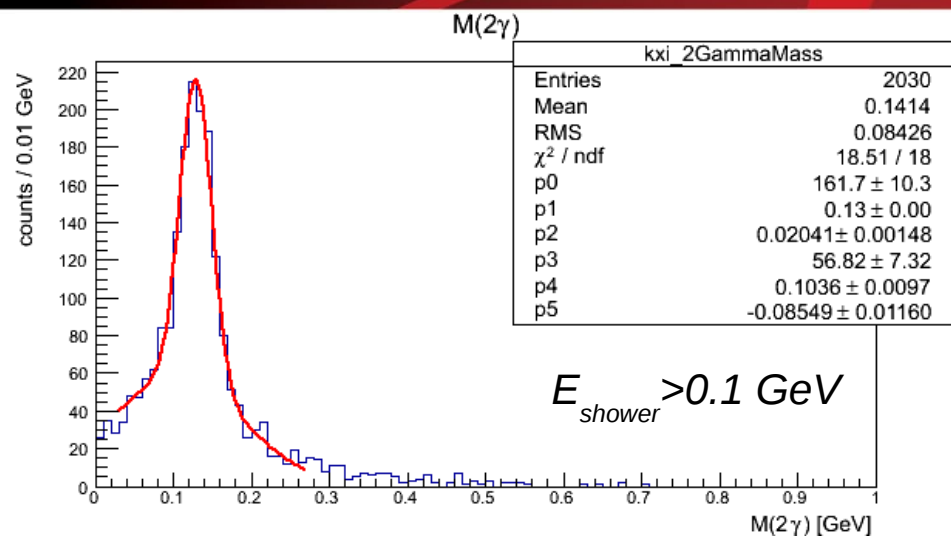 M(2γ)
kxi_2GammaMass
Entries 2030
Mean 0.1414
RMS 0.08426
χ² / ndf 18.51 / 18
p0 161.7 ± 10.3
p1 0.13 ± 0.00
p2 0.02041± 0.00148
p3 56.82 ± 7.32
p4 0.1036 ± 0.0097
p5 -0.08549 ± 0.01160
counts / 0.01 GeV
220
200
180
160
140
120
100
80
60
40
20
0
E_shower >0.1 GeV
0 0.1 0.2 0.3 0.4 0.5 0.6 0.7 0.8 0.9 1
M(2γ) [GeV]